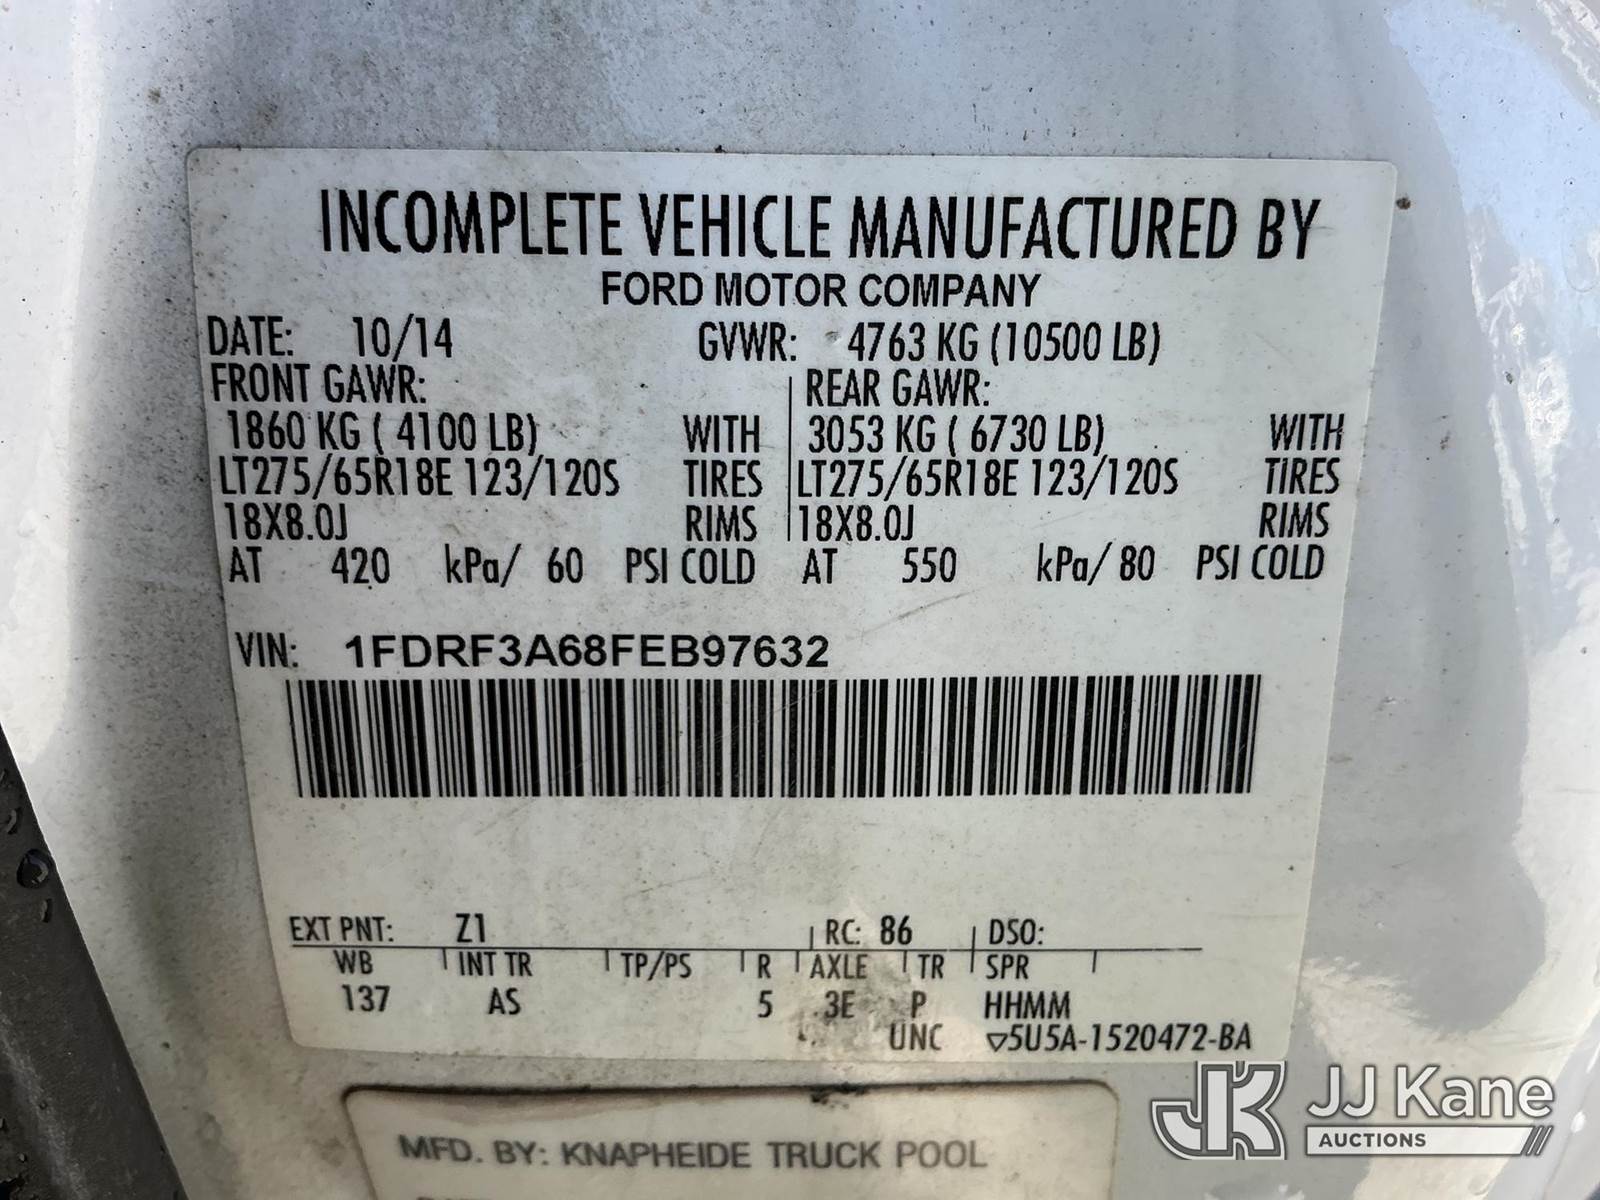 INCOMPLETE VEHICLE MANUFACTURED BY
FORD MOTOR COMPANY
DATE: 10/14 GVWR: 4763 KG (10500 LB)
FRONT GAWR: REAR GAWR:
1860 KG ( 4100 LB) WITH 3053 KG ( 6730 LB) WITH
LT275/65R18E 123/120S TIRES LT275/65R18E 123/120S TIRES
18X8.0J RIMS 18X8.0J RIMS
AT 420 kPa/ 60 PSI COLD AT 550 kPa/ 80 PSI COLD
VIN: 1FDRF3A68FEB97632
EXT PNT: Z1 RC: 86 DSO:
WB INT TR TP/PS R AXLE TR SPR
137 AS 5 3E P HHMM
UNC ▽5U5A-1520472-BA
MFD. BY: KNAPHEIDE TRUCK POOL
JK JJ Kane
AUCTIONS